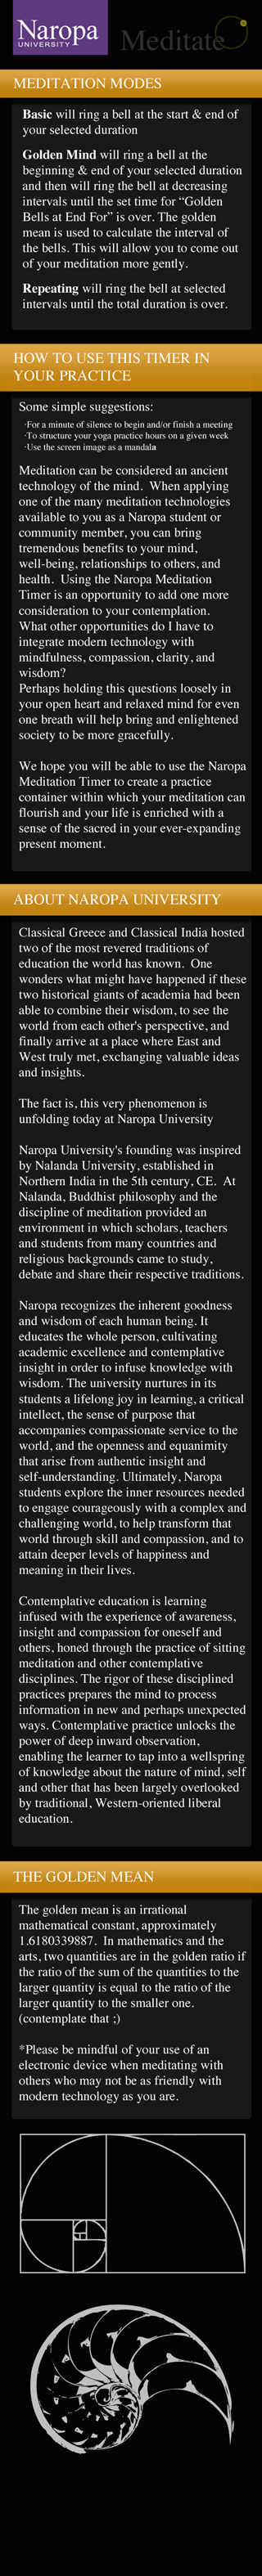 Naropa
UNIVERSITY
Meditate
MEDITATION MODES
Basic will ring a bell at the start & end of
your selected duration
Golden Mind will ring a bell at the
beginning & end of your selected duration
and then will ring the bell at decreasing
intervals until the set time for “Golden
Bells at End For” is over. The golden
mean is used to calculate the interval of
the bells. This will allow you to come out
of your meditation more gently.
Repeating will ring the bell at selected
intervals until the total duration is over.
HOW TO USE THIS TIMER IN
YOUR PRACTICE
Some simple suggestions:
·For a minute of silence to begin and/or finish a meeting
·To structure your yoga practice hours on a given week
·Use the screen image as a mandala
Meditation can be considered an ancient
technology of the mind. When applying
one of the many meditation technologies
available to you as a Naropa student or
community member, you can bring
tremendous benefits to your mind,
well-being, relationships to others, and
health. Using the Naropa Meditation
Timer is an opportunity to add one more
consideration to your contemplation.
What other opportunities do I have to
integrate modern technology with
mindfulness, compassion, clarity, and
wisdom?
Perhaps holding this questions loosely in
your open heart and relaxed mind for even
one breath will help bring and enlightened
society to be more gracefully.
We hope you will be able to use the Naropa
Meditation Timer to create a practice
container within which your meditation can
flourish and your life is enriched with a
sense of the sacred in your ever-expanding
present moment.
ABOUT NAROPA UNIVERSITY
Classical Greece and Classical India hosted
two of the most revered traditions of
education the world has known. One
wonders what might have happened if these
two historical giants of academia had been
able to combine their wisdom, to see the
world from each other's perspective, and
finally arrive at a place where East and
West truly met, exchanging valuable ideas
and insights.
The fact is, this very phenomenon is
unfolding today at Naropa University
Naropa University's founding was inspired
by Nalanda University, established in
Northern India in the 5th century, CE. At
Nalanda, Buddhist philosophy and the
discipline of meditation provided an
environment in which scholars, teachers
and students from many countries and
religious backgrounds came to study,
debate and share their respective traditions.
Naropa recognizes the inherent goodness
and wisdom of each human being. It
educates the whole person, cultivating
academic excellence and contemplative
insight in order to infuse knowledge with
wisdom. The university nurtures in its
students a lifelong joy in learning, a critical
intellect, the sense of purpose that
accompanies compassionate service to the
world, and the openness and equanimity
that arise from authentic insight and
self-understanding. Ultimately, Naropa
students explore the inner resources needed
to engage courageously with a complex and
challenging world, to help transform that
world through skill and compassion, and to
attain deeper levels of happiness and
meaning in their lives.
Contemplative education is learning
infused with the experience of awareness,
insight and compassion for oneself and
others, honed through the practice of sitting
meditation and other contemplative
disciplines. The rigor of these disciplined
practices prepares the mind to process
information in new and perhaps unexpected
ways. Contemplative practice unlocks the
power of deep inward observation,
enabling the learner to tap into a wellspring
of knowledge about the nature of mind, self
and other that has been largely overlooked
by traditional, Western-oriented liberal
education.
THE GOLDEN MEAN
The golden mean is an irrational
mathematical constant, approximately
1.6180339887. In mathematics and the
arts, two quantities are in the golden ratio if
the ratio of the sum of the quantities to the
larger quantity is equal to the ratio of the
larger quantity to the smaller one.
(contemplate that ;)
*Please be mindful of your use of an
electronic device when meditating with
others who may not be as friendly with
modern technology as you are.